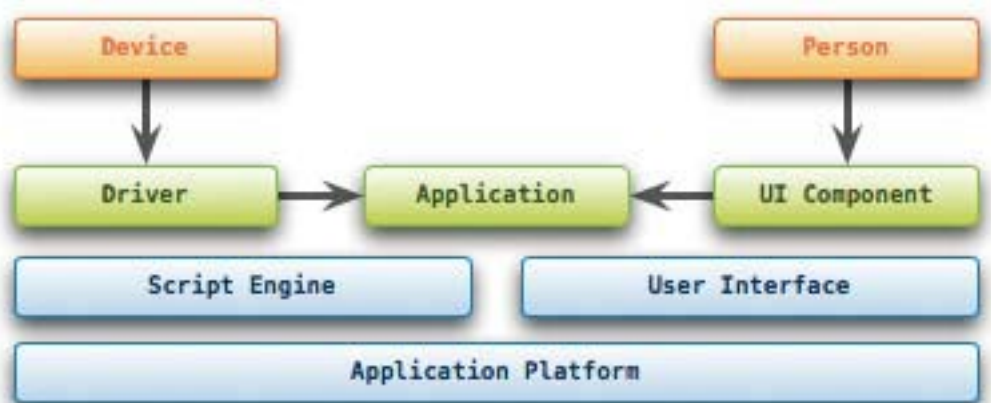 Device
Person
Driver
Application
UI Component
Script Engine
User Interface
Application Platform